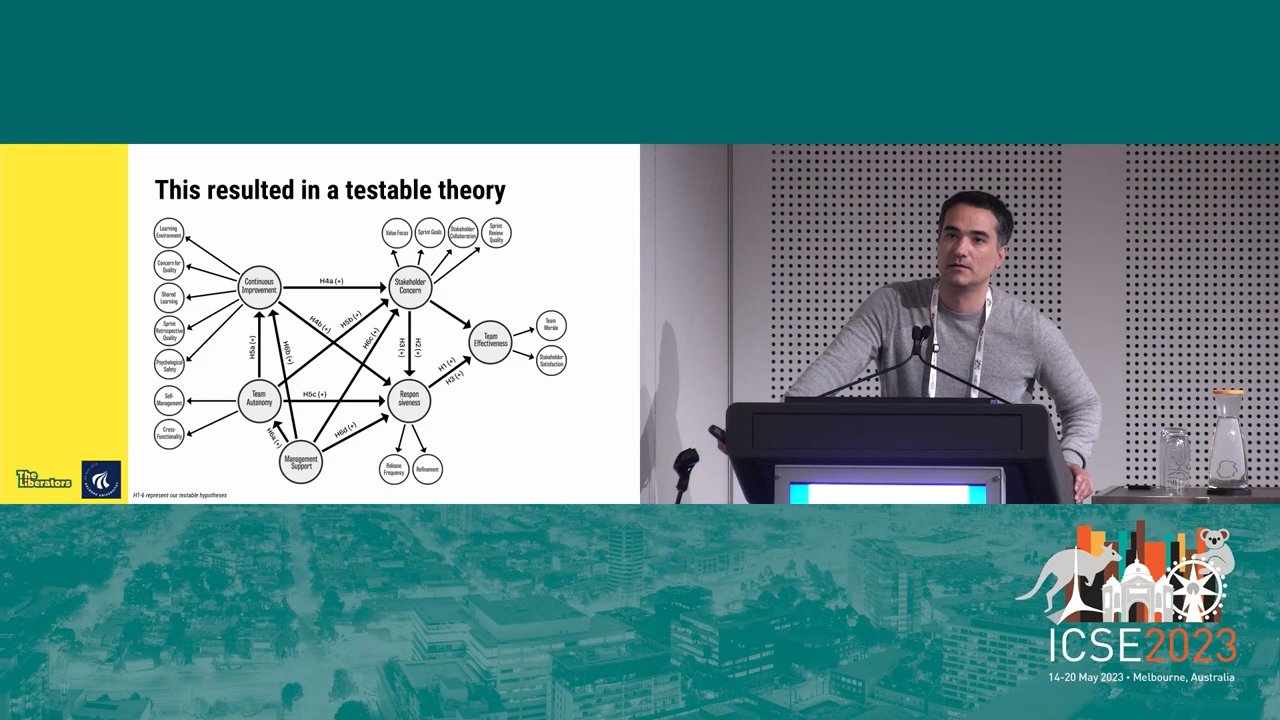 This resulted in a testable theory
Learning
Environment
Concern for
Quality
Shared
Learning
Sprint
Retrospective
Quality
Psychological
Safety
Self-
Management
Cross-
Functionality
Continuous
Improvement
Team
Autonomy
Management
Support
Value Focus
Sprint Goals
Stakeholder
Collaboration
Sprint
Review
Quality
Stakeholder
Concern
Respon
siveness
Release
Frequency
Refinement
Team
Effectiveness
Team
Morale
Stakeholder
Satisfaction
H4a (+)
H4b (+)
H5b (+)
H6c (+)
H5a (+)
H6b (+)
H5c (+)
H6a (+)
H6d (+)
H3 (+)
H2 (+)
H1 (+)
H3 (+)
H1-6 represent our testable hypotheses
The
Liberators
ICSE2023
14-20 May 2023 • Melbourne, Australia